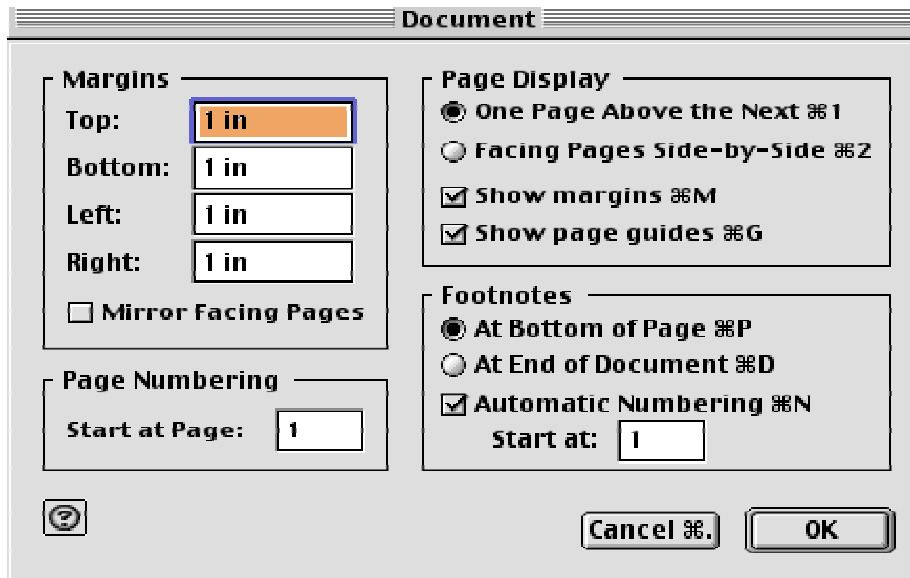 Document
Margins
Top: 1 in
Bottom: 1 in
Left: 1 in
Right: 1 in
Mirror Facing Pages
Page Numbering
Start at Page: 1
Page Display
One Page Above the Next ⌘1
Facing Pages Side-by-Side ⌘2
Show margins ⌘M
Show page guides ⌘G
Footnotes
At Bottom of Page ⌘P
At End of Document ⌘D
Automatic Numbering ⌘N
Start at: 1
?
Cancel ⌘.
OK